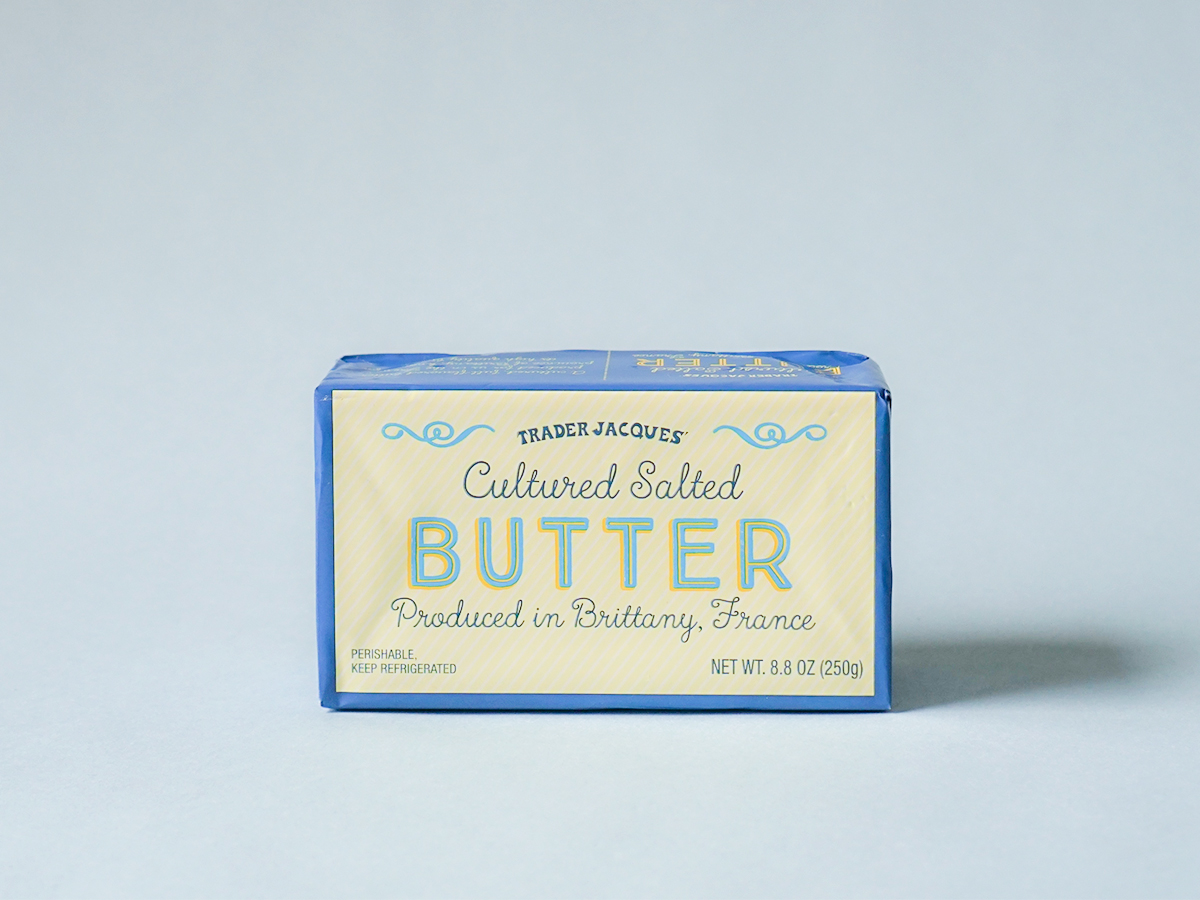 TRADER JACQUES'
Cultured Salted
BUTTER
Produced in Brittany, France
PERISHABLE,
KEEP REFRIGERATED
NET WT. 8.8 OZ (250g)